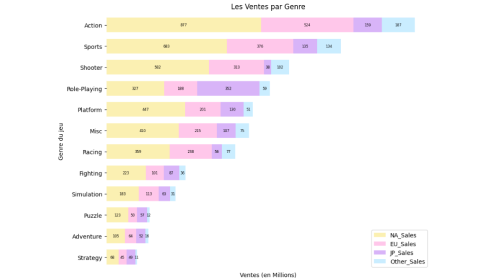 Les Ventes par Genre
Genre du jeu
Action 877 524 159 187
Sports 683 376 135 134
Shooter 582 313 38 102
Role-Playing 327 188 352 59
Platform 447 201 130 51
Misc 410 215 107 75
Racing 359 238 56 77
Fighting 223 101 87 36
Simulation 183 113 63 31
Puzzle 123 50 57 12
Adventure 105 64 52
Strategy 68 45 49 11
Ventes (en Millions)
NA_Sales
EU_Sales
JP_Sales
Other_Sales